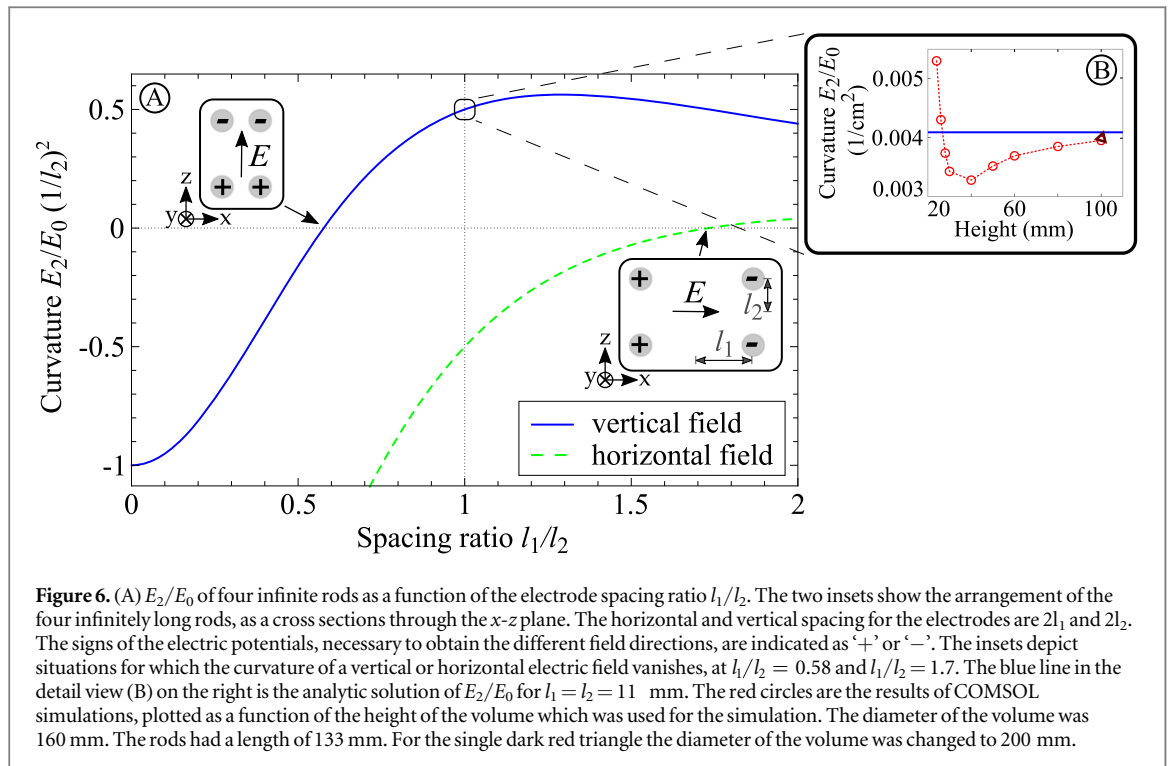 A
Curvature E₂/E₀ (1/l₂)²
0.5
0
-0.5
-1
0
0.5
1
1.5
2
Spacing ratio l₁/l₂
- -
E
+ +
z
y x
+ -
E
l₂
l₁
+ -
z
y x
vertical field
horizontal field
B
Curvature E₂/E₀
(1/cm²)
0.005
0.004
0.003
20
60
100
Height (mm)
Figure 6. (A) E₂/E₀ of four infinite rods as a function of the electrode spacing ratio l₁/l₂. The two insets show the arrangement of the
four infinitely long rods, as a cross sections through the x-z plane. The horizontal and vertical spacing for the electrodes are 2l₁ and 2l₂.
The signs of the electric potentials, necessary to obtain the different field directions, are indicated as ‘+’ or ‘−’. The insets depict
situations for which the curvature of a vertical or horizontal electric field vanishes, at l₁/l₂ = 0.58 and l₁/l₂ = 1.7. The blue line in the
detail view (B) on the right is the analytic solution of E₂/E₀ for l₁ = l₂ = 11 mm. The red circles are the results of COMSOL
simulations, plotted as a function of the height of the volume which was used for the simulation. The diameter of the volume was
160 mm. The rods had a length of 133 mm. For the single dark red triangle the diameter of the volume was changed to 200 mm.